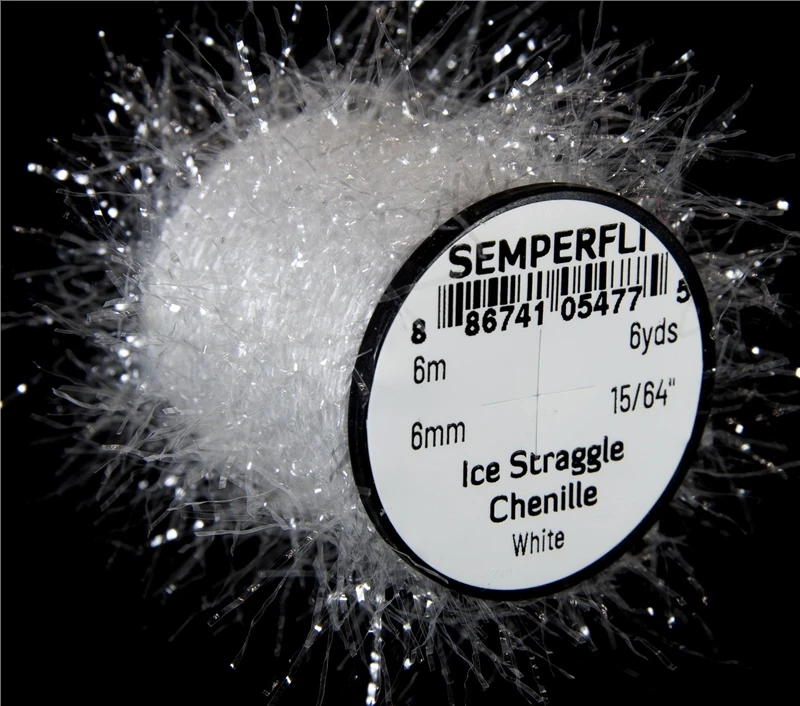 SEMPERFLI
8 86741 05477 5
6m 6yds
6mm 15/64"
Ice Straggle
Chenille
White